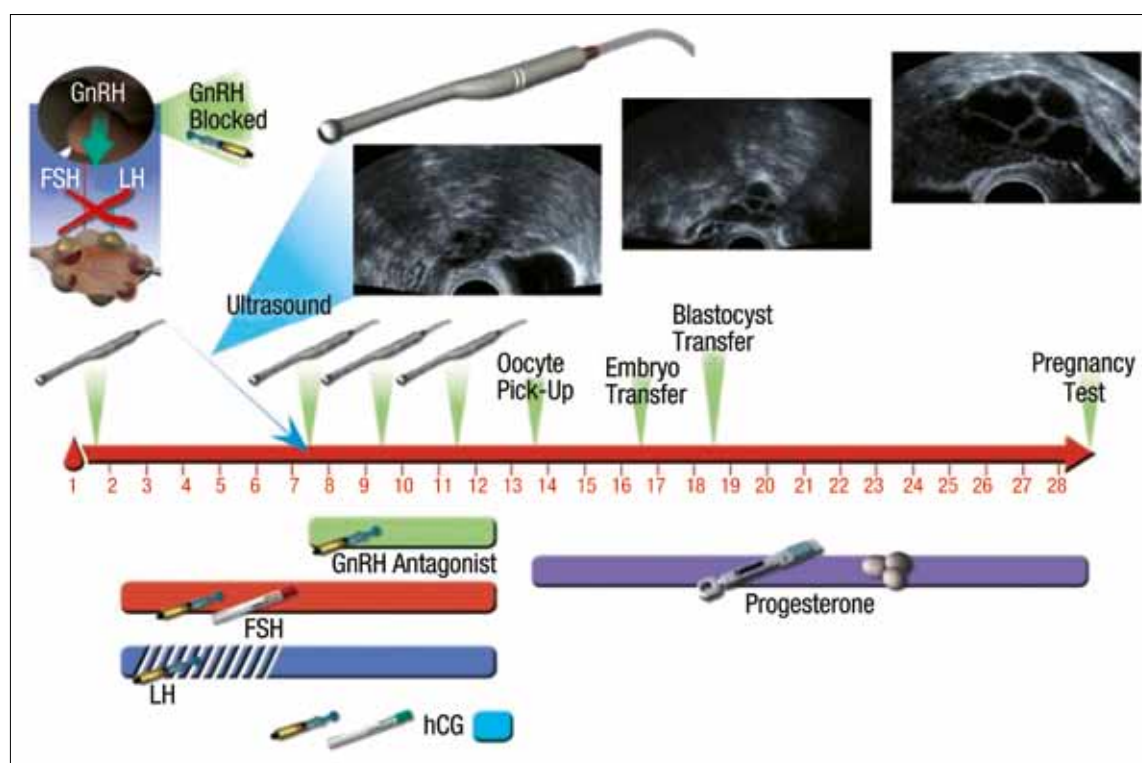 GnRH
GnRH
Blocked
FSH LH
Ultrasound
Oocyte
Pick-Up
Embryo
Transfer
Blastocyst
Transfer
Pregnancy
Test
1 2 3 4 5 6 7 8 9 10 11 12 13 14 15 16 17 18 19 20 21 22 23 24 25 26 27 28
GnRH Antagonist
FSH
LH
hCG
Progesterone